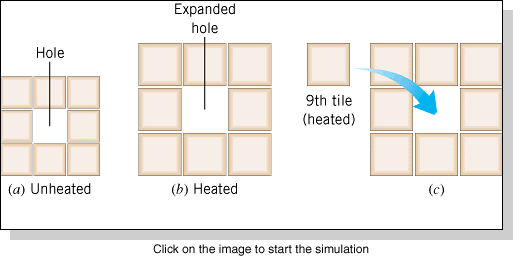 Hole
(a) Unheated
Expanded
hole
(b) Heated
9th tile
(heated)
(c)
Click on the image to start the simulation